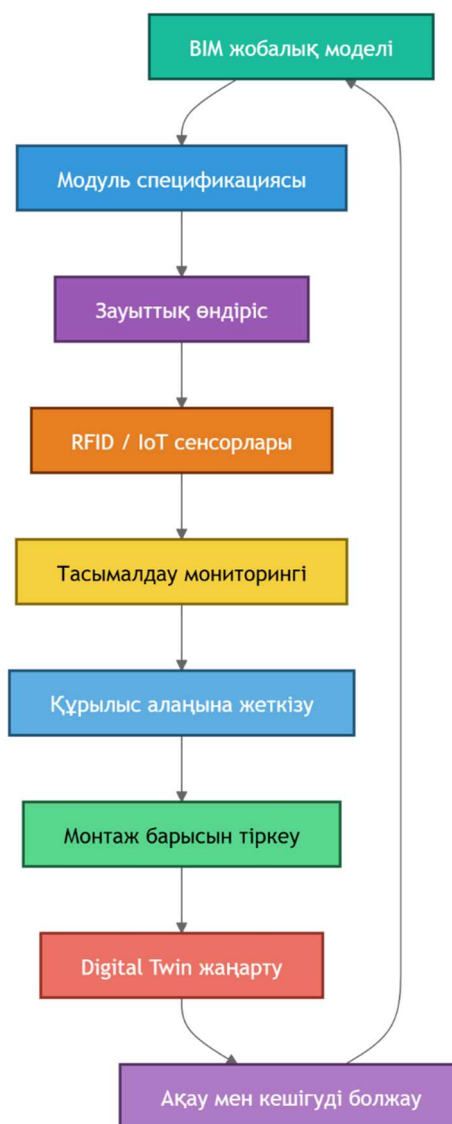 BIM жобалық моделі
Модуль спецификациясы
Зауыттық өндіріс
RFID / IoT сенсорлары
Тасымалдау мониторингі
Құрылыс алаңына жеткізу
Монтаж барысын тіркеу
Digital Twin жаңарту
Ақау мен кешігуді болжау